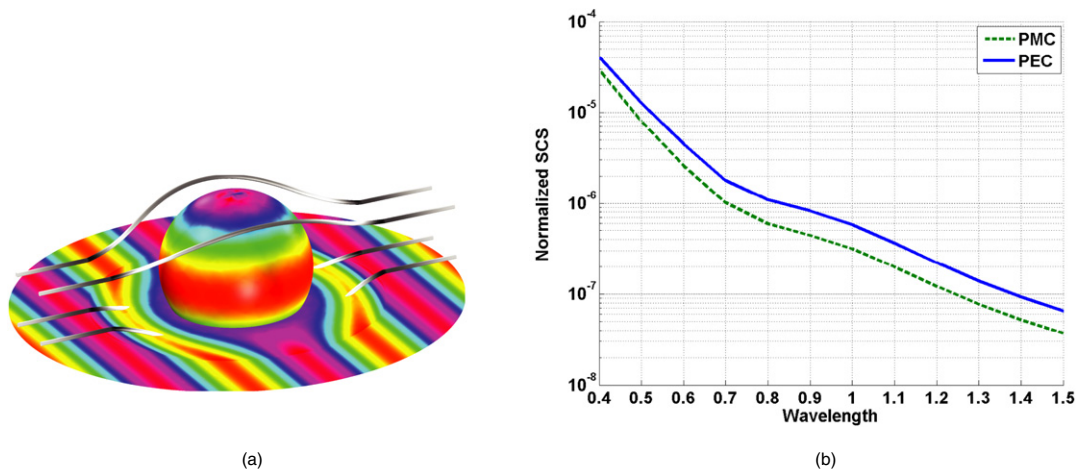 10^-4
PMC
PEC
10^-5
10^-6
10^-7
10^-8
Normalized SCS
0.4 0.5 0.6 0.7 0.8 0.9 1 1.1 1.2 1.3 1.4 1.5
Wavelength
(a)
(b)